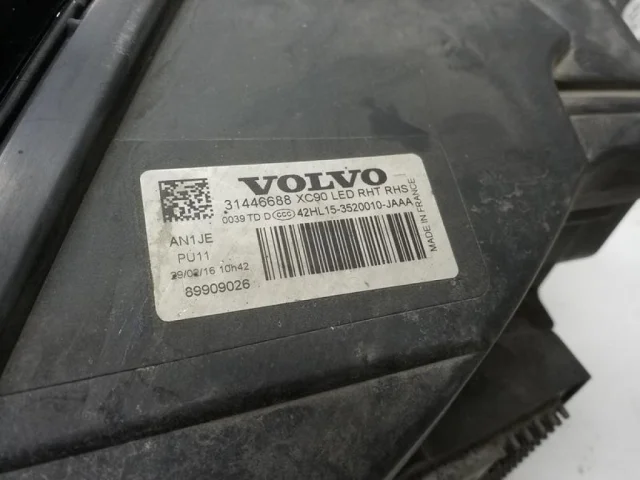 VOLVO
31446688 XC90 LED RHT RHS
0039 TD D CCC 42HL15-3520010-JAAA
AN1JE
PU11
29/02/16 10h42
89909026
MADE IN FRANCE